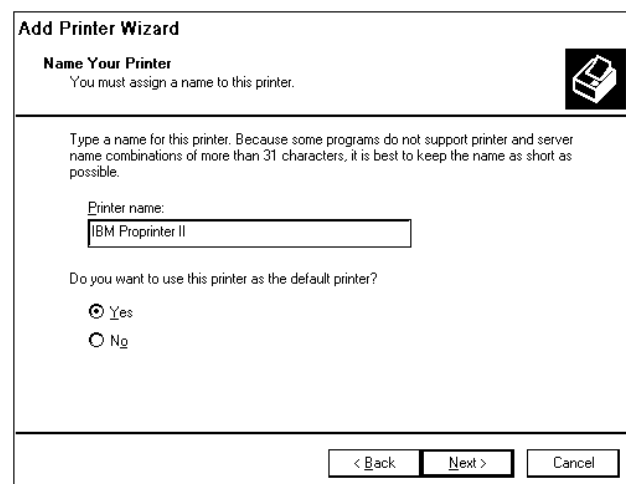 Add Printer Wizard
Name Your Printer
You must assign a name to this printer.
Type a name for this printer. Because some programs do not support printer and server
name combinations of more than 31 characters, it is best to keep the name as short as
possible.
Printer name:
IBM Proprinter II
Do you want to use this printer as the default printer?
Yes
No
< Back Next > Cancel